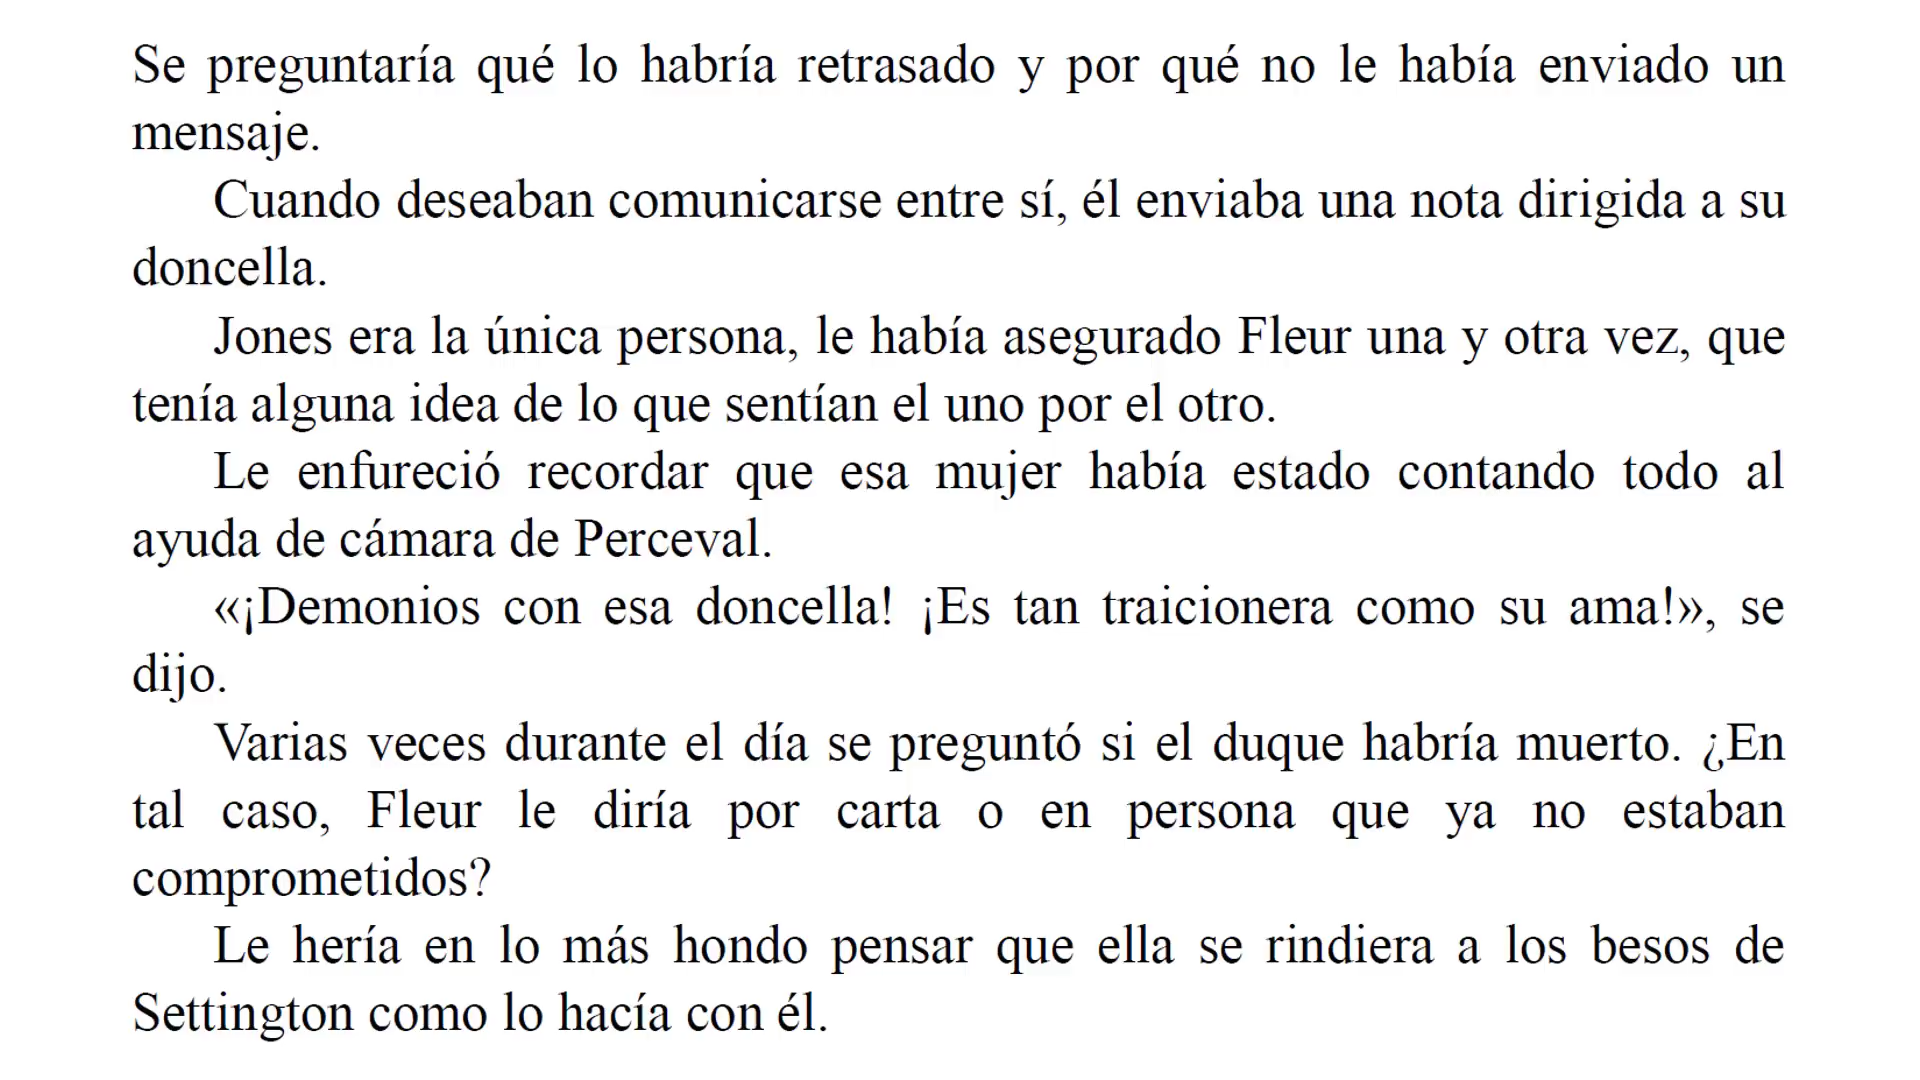 Se preguntaría qué lo habría retrasado y por qué no le había enviado un
mensaje.
Cuando deseaban comunicarse entre sí, él enviaba una nota dirigida a su
doncella.
Jones era la única persona, le había asegurado Fleur una y otra vez, que
tenía alguna idea de lo que sentían el uno por el otro.
Le enfureció recordar que esa mujer había estado contando todo al
ayuda de cámara de Perceval.
«¡Demonios con esa doncella! ¡Es tan traicionera como su ama!», se
dijo.
Varias veces durante el día se preguntó si el duque habría muerto. ¿En
tal caso, Fleur le diría por carta o en persona que ya no estaban
comprometidos?
Le hería en lo más hondo pensar que ella se rindiera a los besos de
Settington como lo hacía con él.